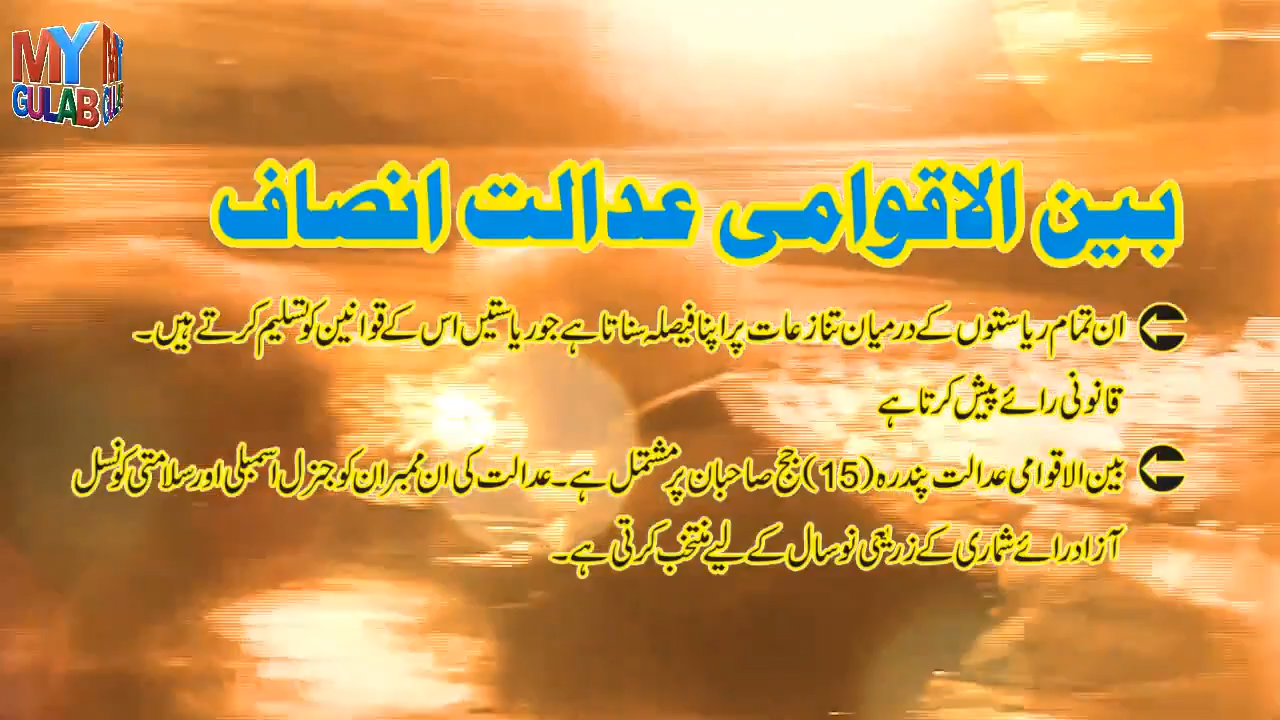 MY
GULAB
بین الاقوامی عدالت انصاف
ان تمام ریاستوں کے درمیان تنازعات پر اپنا فیصلہ سناتا ہے جو ریاستیں اس کے قوانین کو تسلیم کرتے ہیں۔
قانونی رائے پیش کرتا ہے
بین الاقوامی عدالت پندرہ (15) جج صاحبان پر مشتمل ہے۔ عدالت کی ان ممبران کو جنرل اسمبلی اور سلامتی کونسل
آزاد رائے شماری کے زریعی نو سال کے لیے منتخب کرتی ہے۔